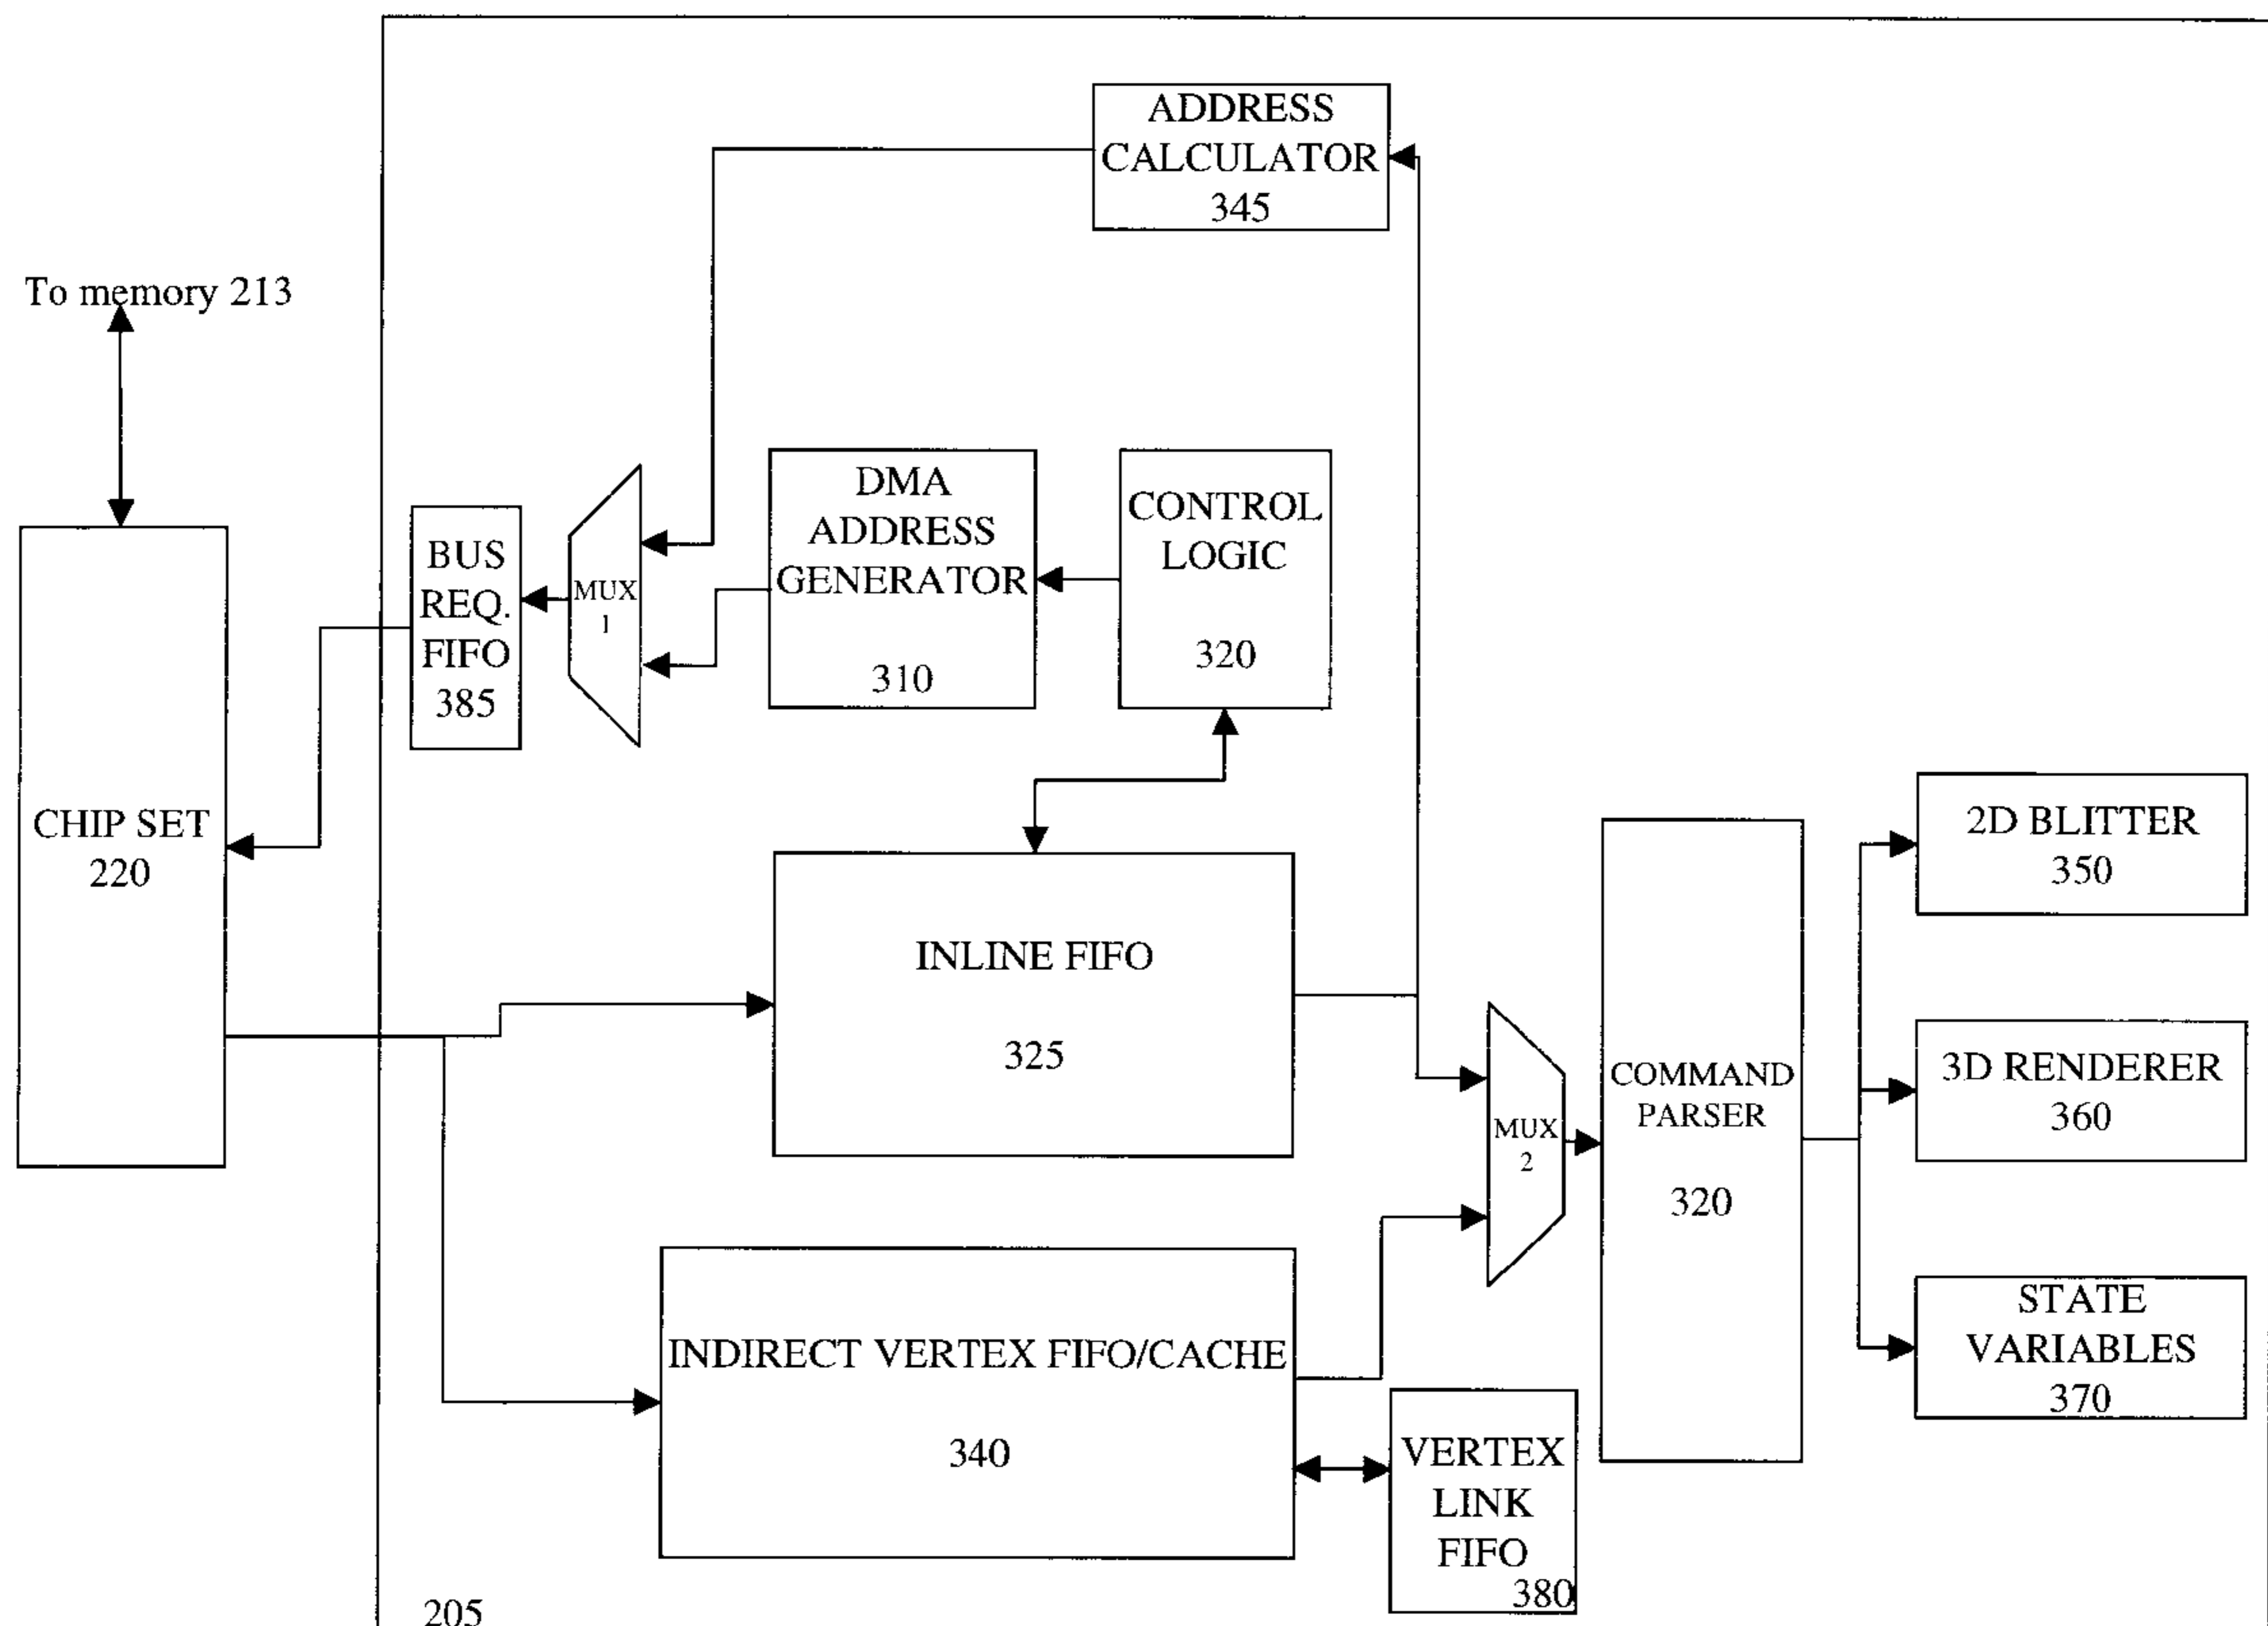 ADDRESS
CALCULATOR
345
To memory 213
DMA
ADDRESS
GENERATOR
310
CONTROL
LOGIC
320
BUS
REQ.
FIFO
385
MUX
1
CHIP SET
220
INLINE FIFO
325
2D BLITTER
350
COMMAND
PARSER
320
3D RENDERER
360
MUX
2
INDIRECT VERTEX FIFO/CACHE
340
STATE
VARIABLES
370
VERTEX
LINK
FIFO
380
205